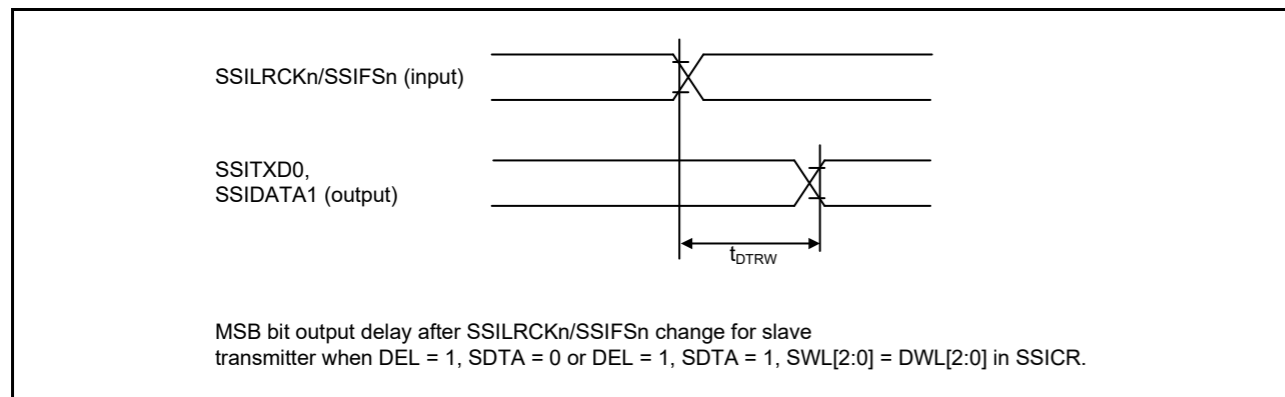 SSILRCKn/SSIFSn (input)
SSITXD0,
SSIDATA1 (output)
tDTRW
MSB bit output delay after SSILRCKn/SSIFSn change for slave
transmitter when DEL = 1, SDTA = 0 or DEL = 1, SDTA = 1, SWL[2:0] = DWL[2:0] in SSICR.